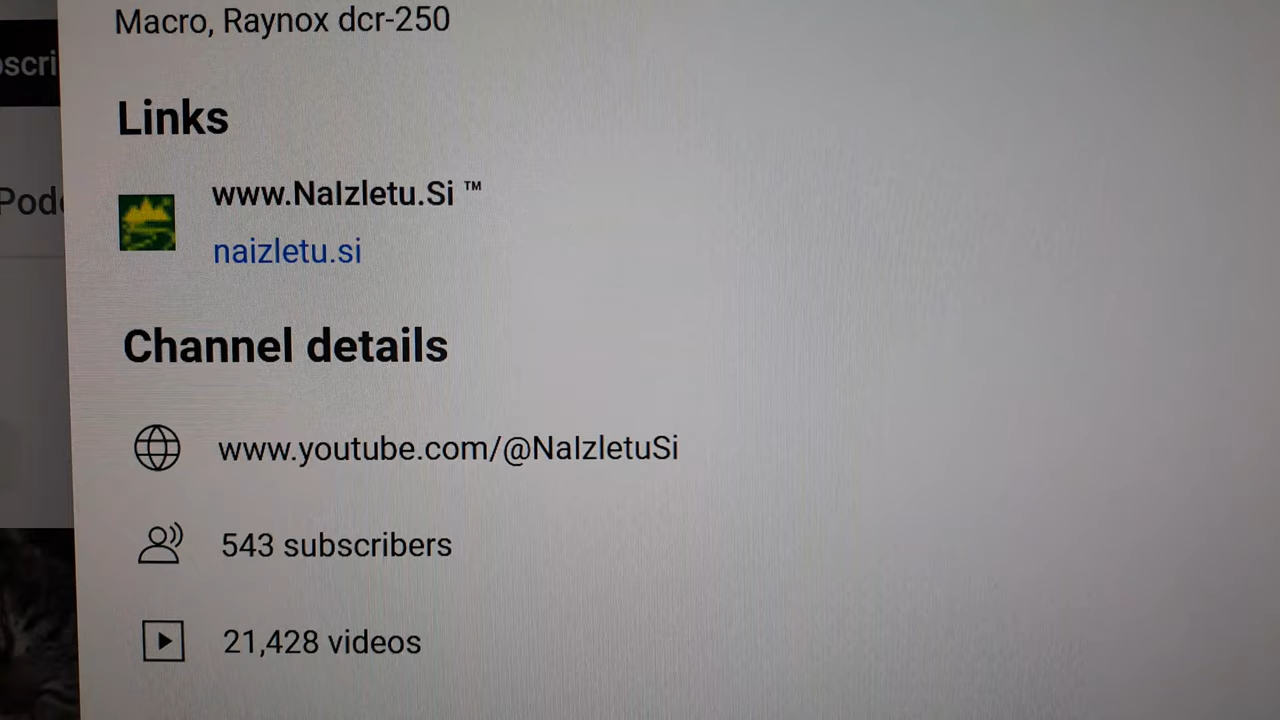 Macro, Raynox dcr-250
Links
www.NaIzletu.Si ™
naizletu.si
Channel details
www.youtube.com/@NaIzletuSi
543 subscribers
21,428 videos